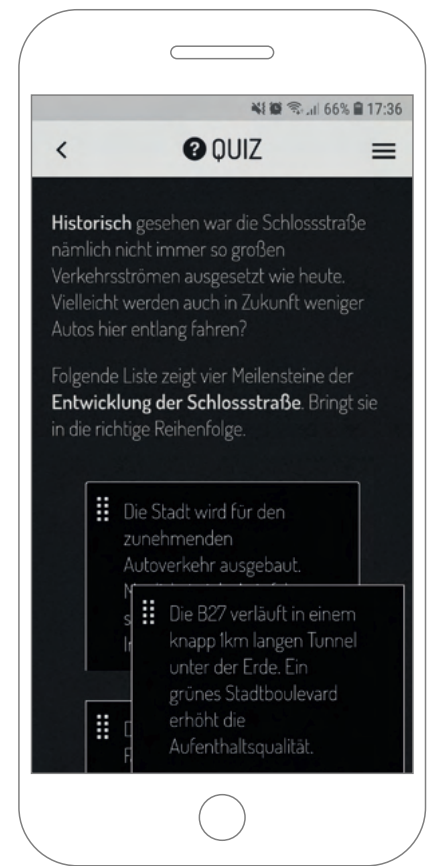 66% 17:36
QUIZ
Historisch gesehen war die Schlossstraße
nämlich nicht immer so großen
Verkehrsströmen ausgesetzt wie heute.
Vielleicht werden auch in Zukunft weniger
Autos hier entlang fahren?
Folgende Liste zeigt vier Meilensteine der
Entwicklung der Schlossstraße. Bringt sie
in die richtige Reihenfolge.
Die Stadt wird für den
zunehmenden
Autoverkehr ausgebaut.
Die B27 verläuft in einem
knapp 1km langen Tunnel
unter der Erde. Ein
grünes Stadtboulevard
erhöht die
Aufenthaltsqualität.